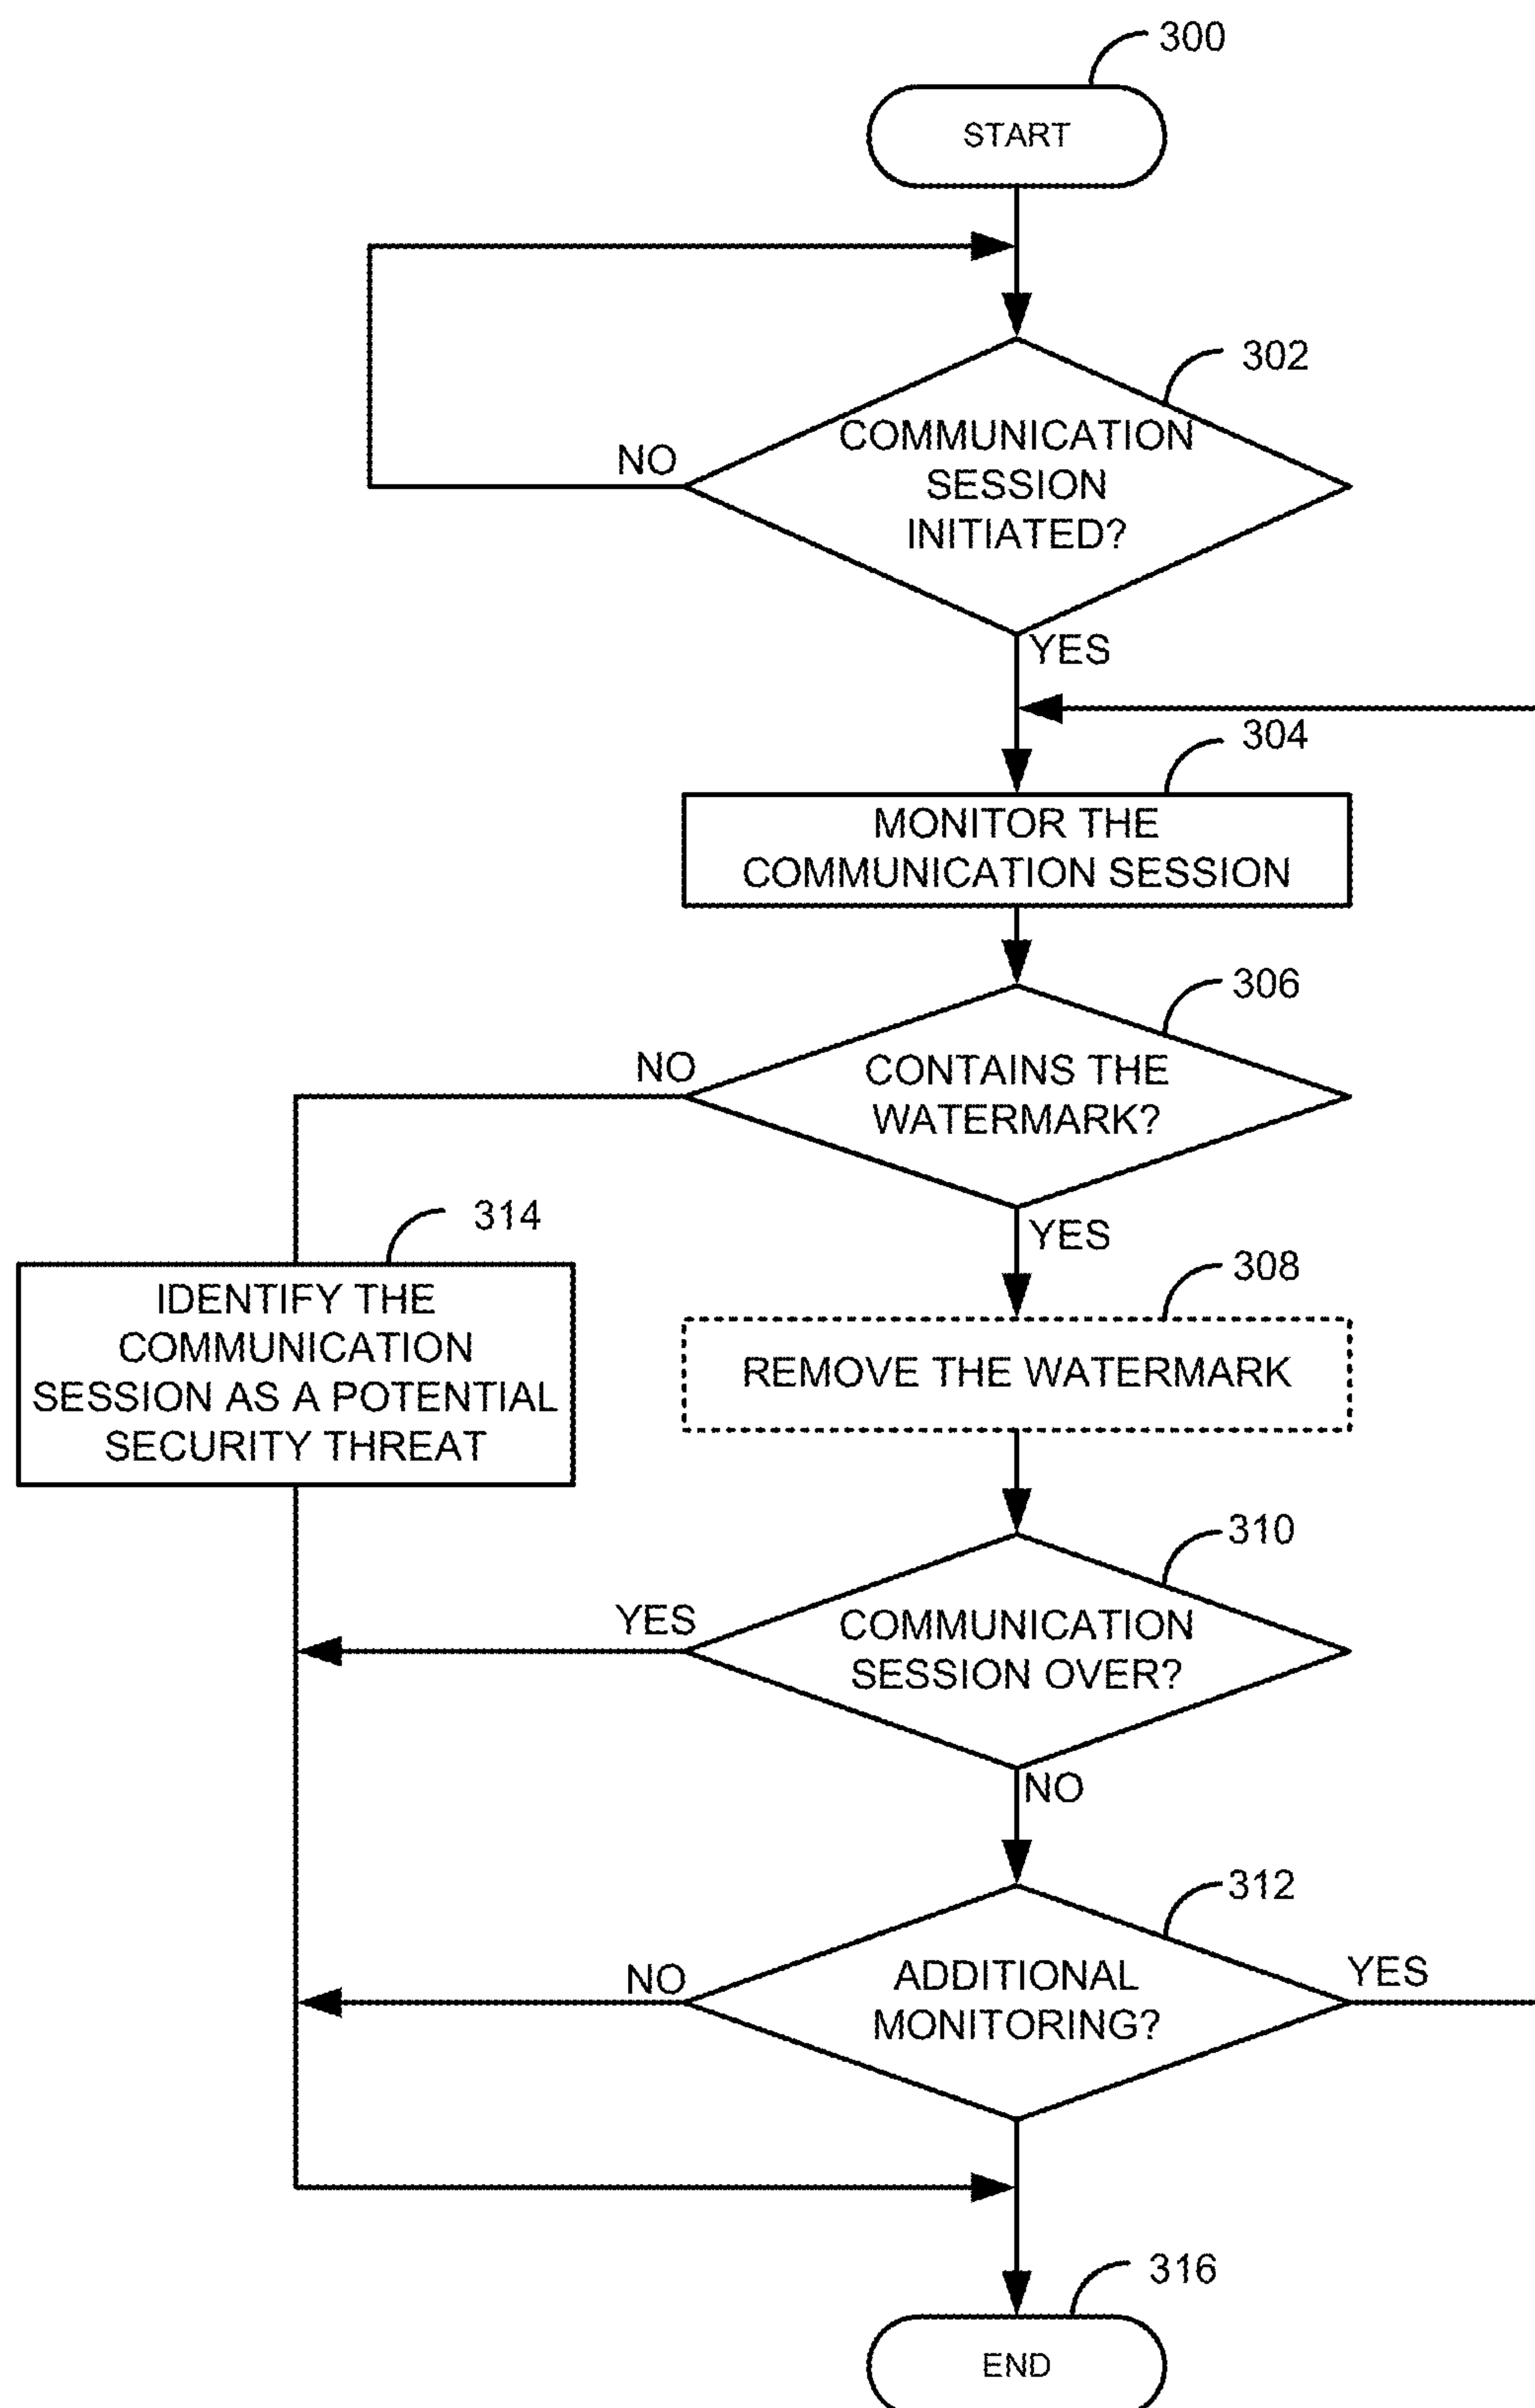 300
START
302
COMMUNICATION
SESSION
INITIATED?
NO
YES
304
MONITOR THE
COMMUNICATION SESSION
306
CONTAINS THE
WATERMARK?
NO
YES
314
IDENTIFY THE
COMMUNICATION
SESSION AS A POTENTIAL
SECURITY THREAT
308
REMOVE THE WATERMARK
310
COMMUNICATION
SESSION OVER?
YES
NO
312
ADDITIONAL
MONITORING?
NO
YES
316
END